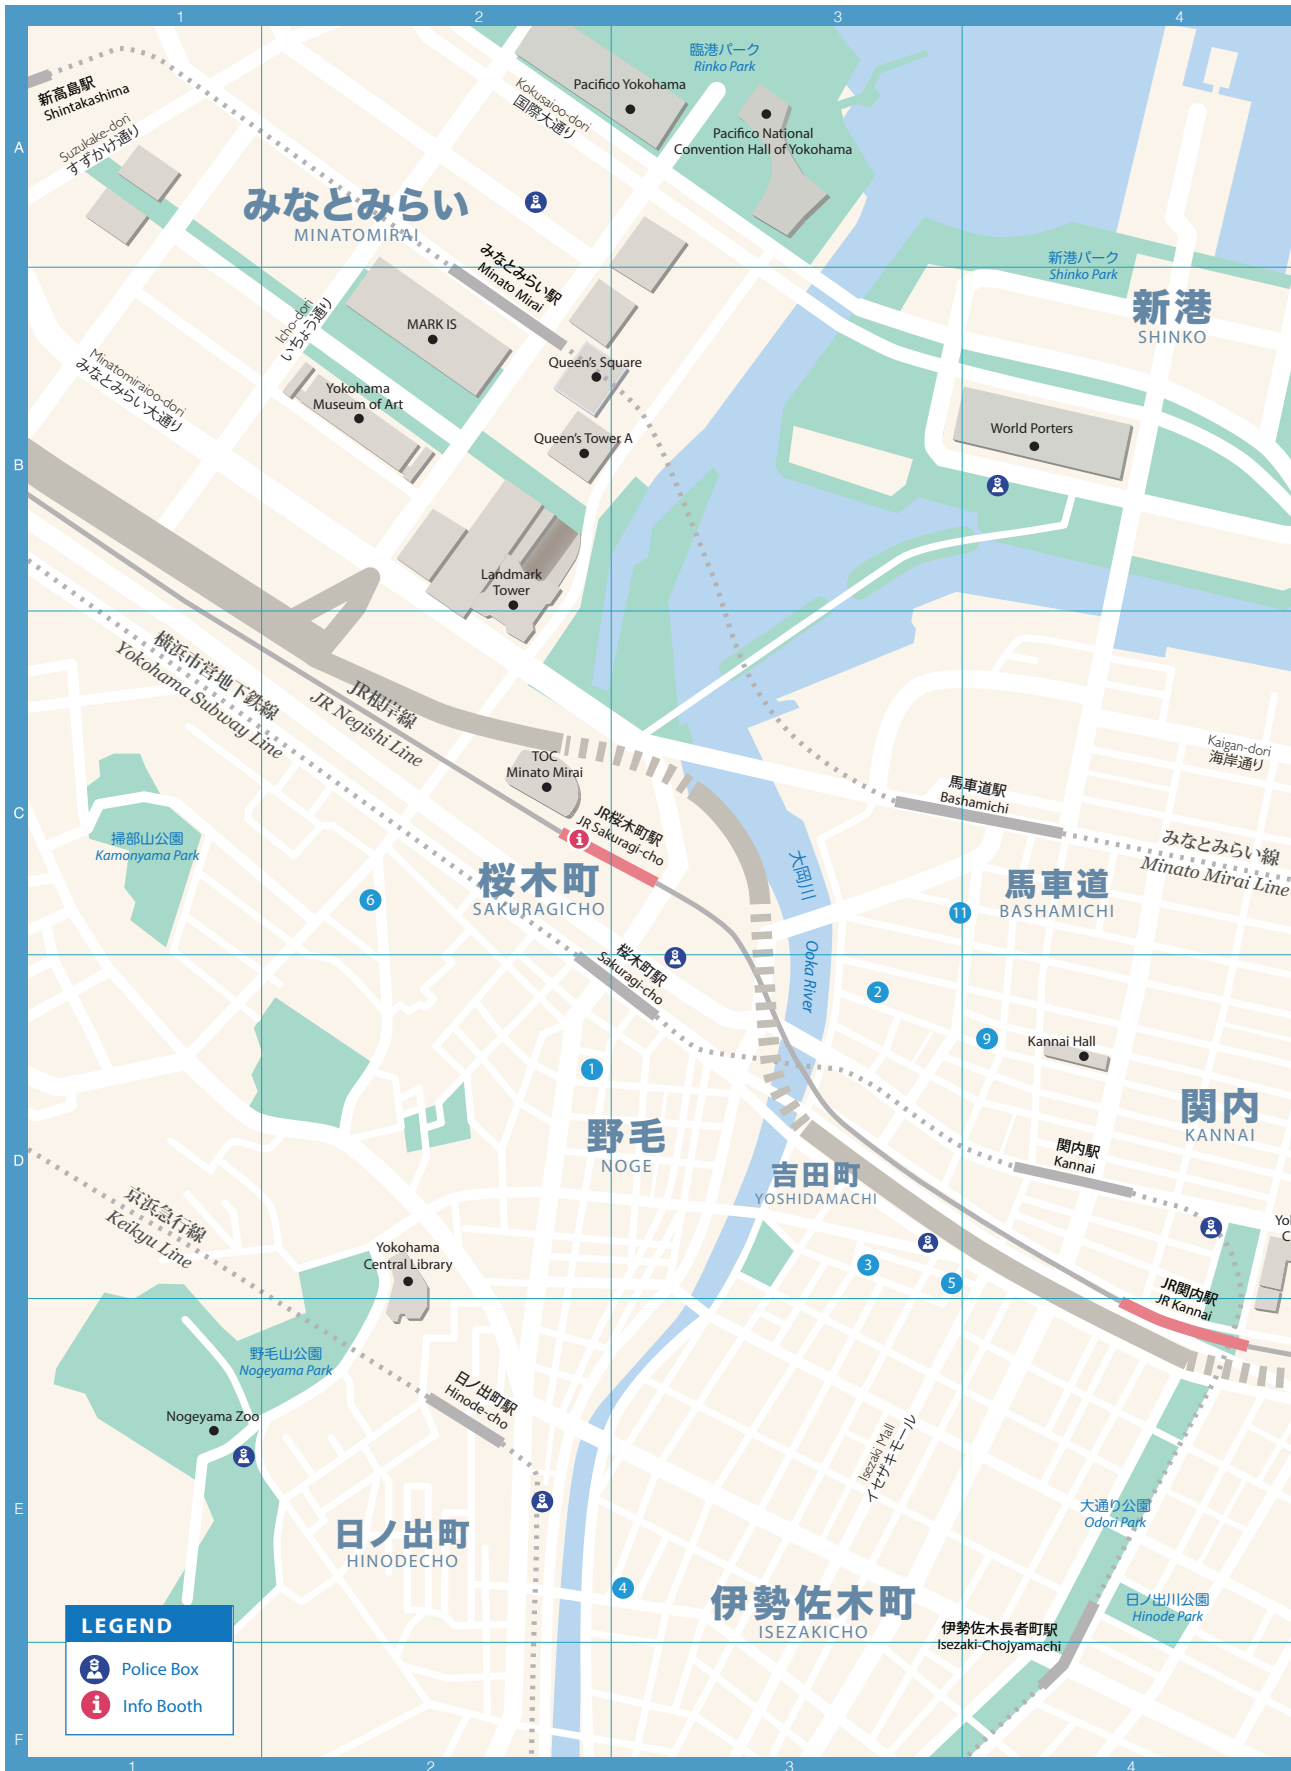 1
2
3
4
A
B
C
D
E
F
新高島駅
Shintakashima
Suzukake-dori
すずかけ通り
Kokusaioo-dori
国際大通り
Pacifico Yokohama
臨港パーク
Rinko Park
Pacifico National
Convention Hall of Yokohama
みなとみらい
MINATOMIRAI
みなとみらい駅
Minato Mirai
新港パーク
Shinko Park
新港
SHINKO
Icho-dori
いちょう通り
MARK IS
Minatomiraioo-dori
みなとみらい大通り
Yokohama
Museum of Art
Queen's Square
Queen's Tower A
World Porters
Landmark
Tower
横浜市営地下鉄線
Yokohama Subway Line
JR根岸線
JR Negishi Line
TOC
Minato Mirai
JR桜木町駅
JR Sakuragi-cho
Kaigan-dori
海岸通り
馬車道駅
Bashamichi
みなとみらい線
Minato Mirai Line
掃部山公園
Kamonyama Park
6
桜木町
SAKURAGICHO
大岡川
Ooka River
馬車道
BASHAMICHI
11
桜木町駅
Sakuragi-cho
2
9
Kannai Hall
1
野毛
NOGE
関内
KANNAI
関内駅
Kannai
吉田町
YOSHIDAMACHI
京浜急行線
Keikyu Line
Yokohama
Central Library
3
5
Yo
C
JR関内駅
JR Kannai
野毛山公園
Nogeyama Park
Nogeyama Zoo
日ノ出町駅
Hinode-cho
Isezaki Mall
イセザキモール
大通り公園
Odori Park
日ノ出町
HINODECHO
4
伊勢佐木町
ISEZAKICHO
日ノ出川公園
Hinode Park
伊勢佐木長者町駅
Isezaki-Chojyamachi
LEGEND
Police Box
Info Booth
1
2
3
4